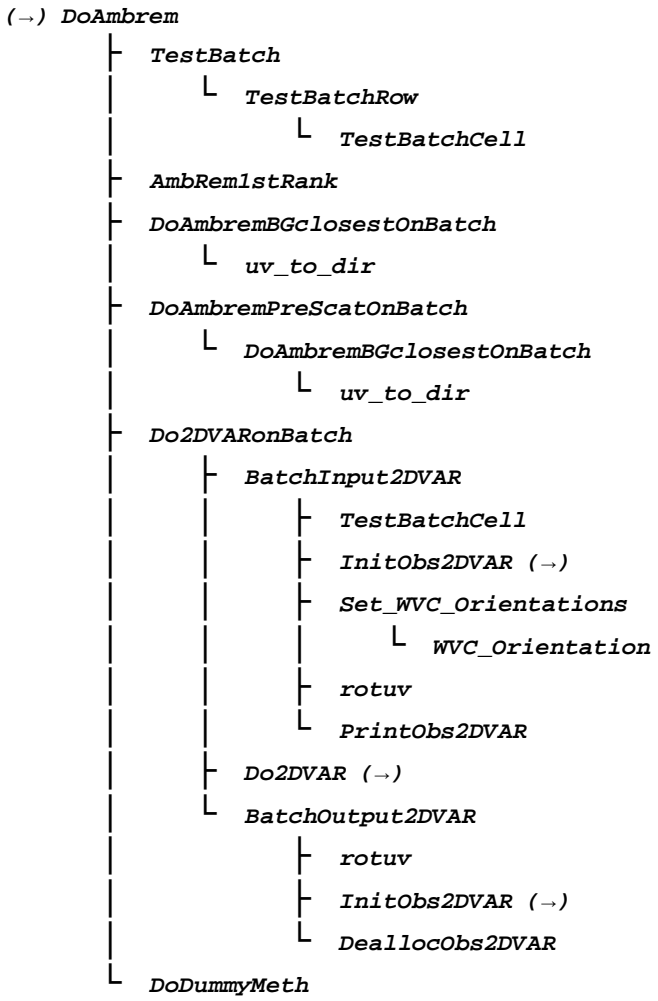 (→) DoAmbrem
TestBatch
TestBatchRow
TestBatchCell
AmbRem1stRank
DoAmbremBGclosestOnBatch
uv_to_dir
DoAmbremPreScatOnBatch
DoAmbremBGclosestOnBatch
uv_to_dir
Do2DVARonBatch
BatchInput2DVAR
TestBatchCell
InitObs2DVAR (→)
Set_WVC_Orientations
WVC_Orientation
rotuv
PrintObs2DVAR
Do2DVAR (→)
BatchOutput2DVAR
rotuv
InitObs2DVAR (→)
DeallocObs2DVAR
DoDummyMeth